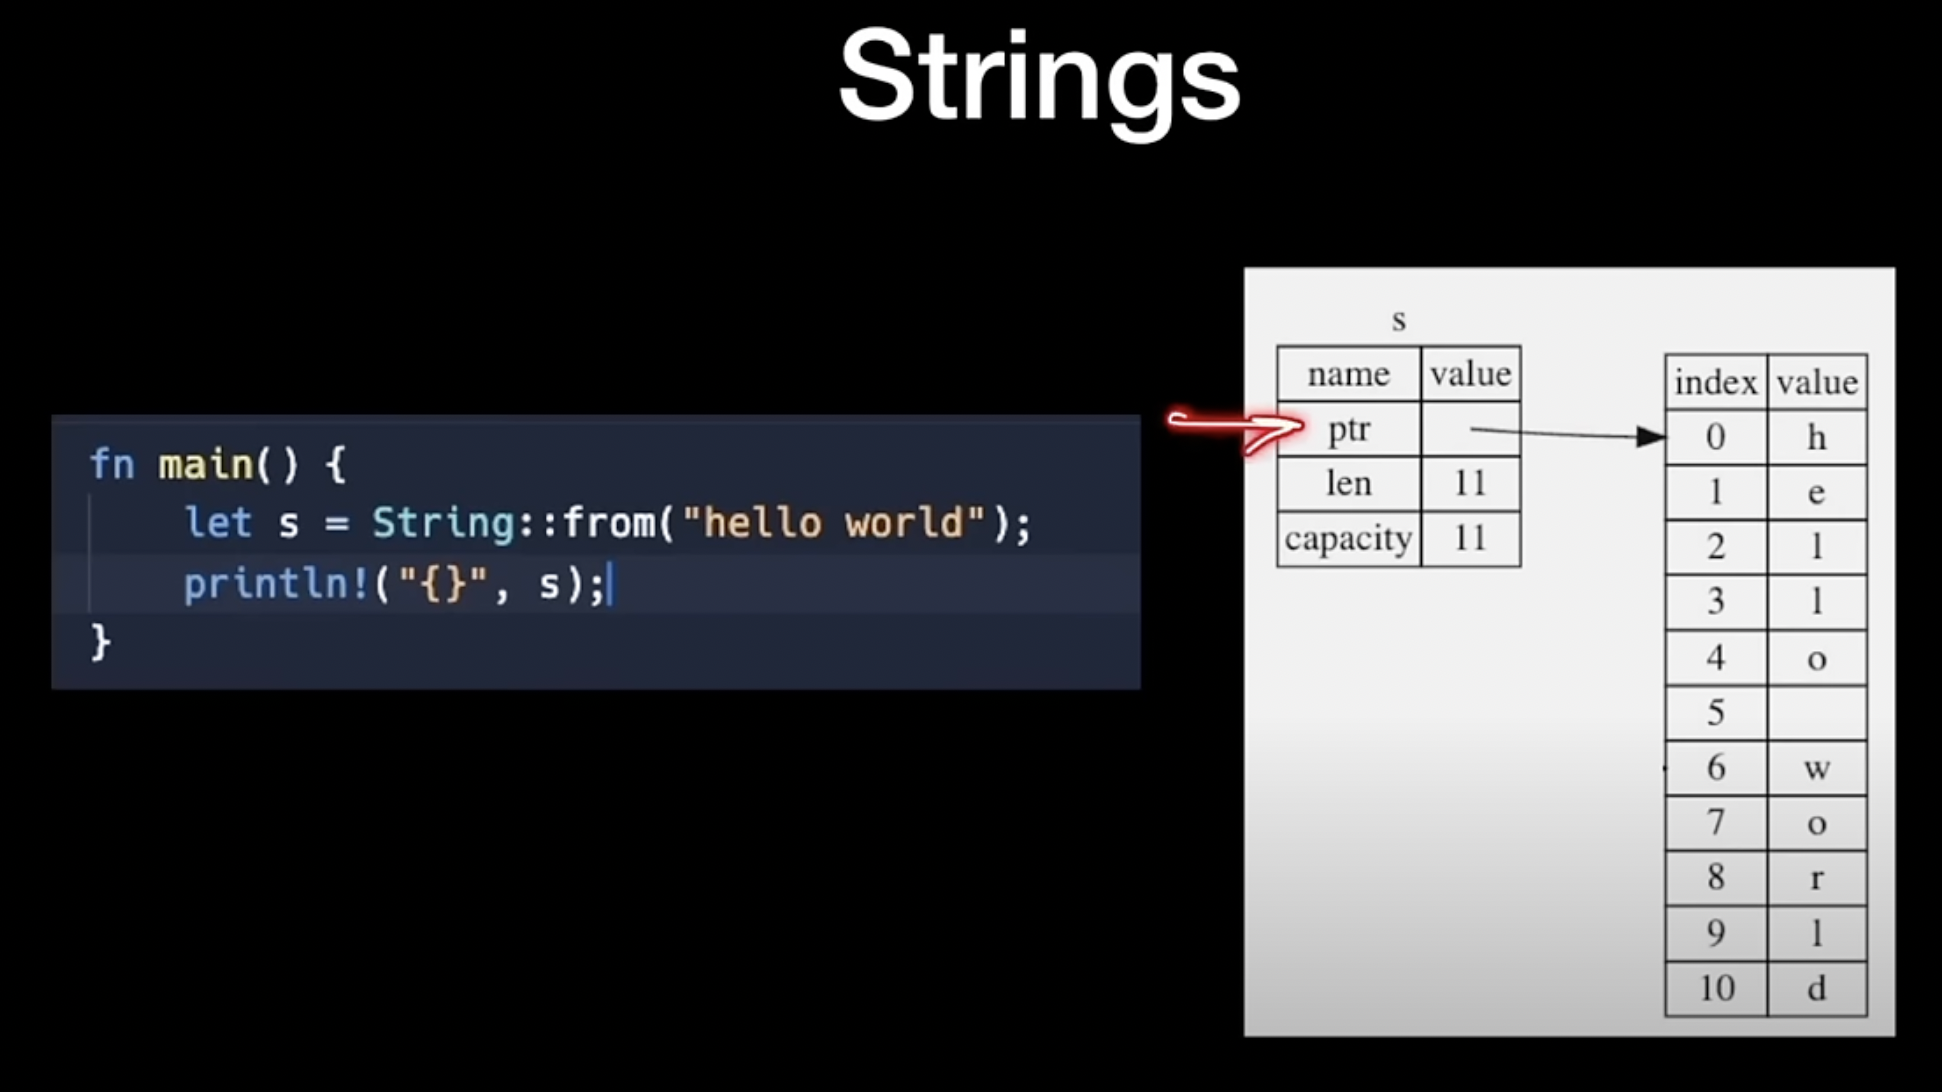 Strings
fn main() {
    let s = String::from("hello world");
    println!("{}", s);
}
s
name value
ptr
len 11
capacity 11
index value
0 h
1 e
2 l
3 l
4 o
5
6 w
7 o
8 r
9 l
10 d